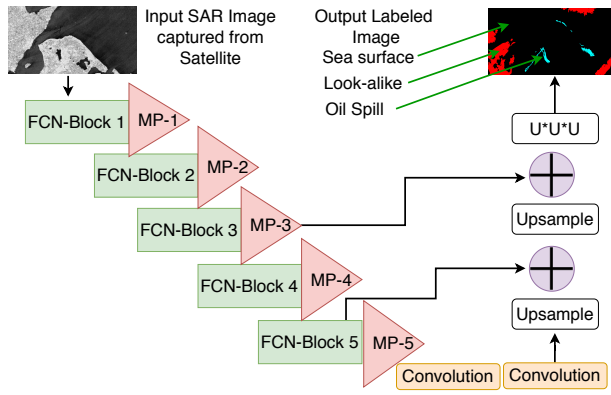 Input SAR Image
captured from
Satellite
Output Labeled
Image
Sea surface
Look-alike
Oil Spill
FCN-Block 1
MP-1
U*U*U
FCN-Block 2
MP-2
FCN-Block 3
MP-3
Upsample
FCN-Block 4
MP-4
Upsample
FCN-Block 5
MP-5
Convolution
Convolution